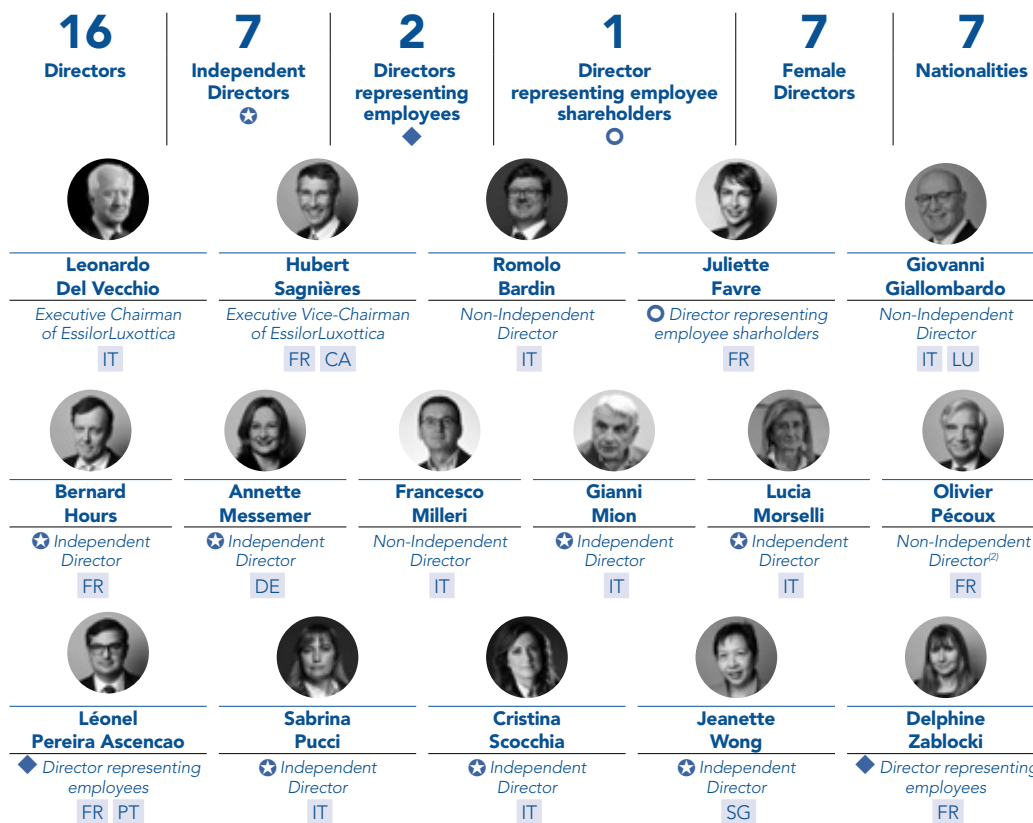 16
Directors
7
Independent
Directors
2
Directors
representing
employees
1
Director
representing employee
shareholders
7
Female
Directors
7
Nationalities
Leonardo
Del Vecchio
Executive Chairman
of EssilorLuxottica
IT
Hubert
Sagnières
Executive Vice-Chairman
of EssilorLuxottica
FR CA
Romolo
Bardin
Non-Independent
Director
IT
Juliette
Favre
Director representing
employee sharholders
FR
Giovanni
Giallombardo
Non-Independent
Director
IT LU
Bernard
Hours
Independent
Director
FR
Annette
Messemer
Independent
Director
DE
Francesco
Milleri
Non-Independent
Director
IT
Gianni
Mion
Independent
Director
IT
Lucia
Morselli
Independent
Director
IT
Olivier
Pécoux
Non-Independent
Director(2)
FR
Léonel
Pereira Ascencao
Director representing
employees
FR PT
Sabrina
Pucci
Independent
Director
IT
Cristina
Scocchia
Independent
Director
IT
Jeanette
Wong
Independent
Director
SG
Delphine
Zablocki
Director representing
employees
FR